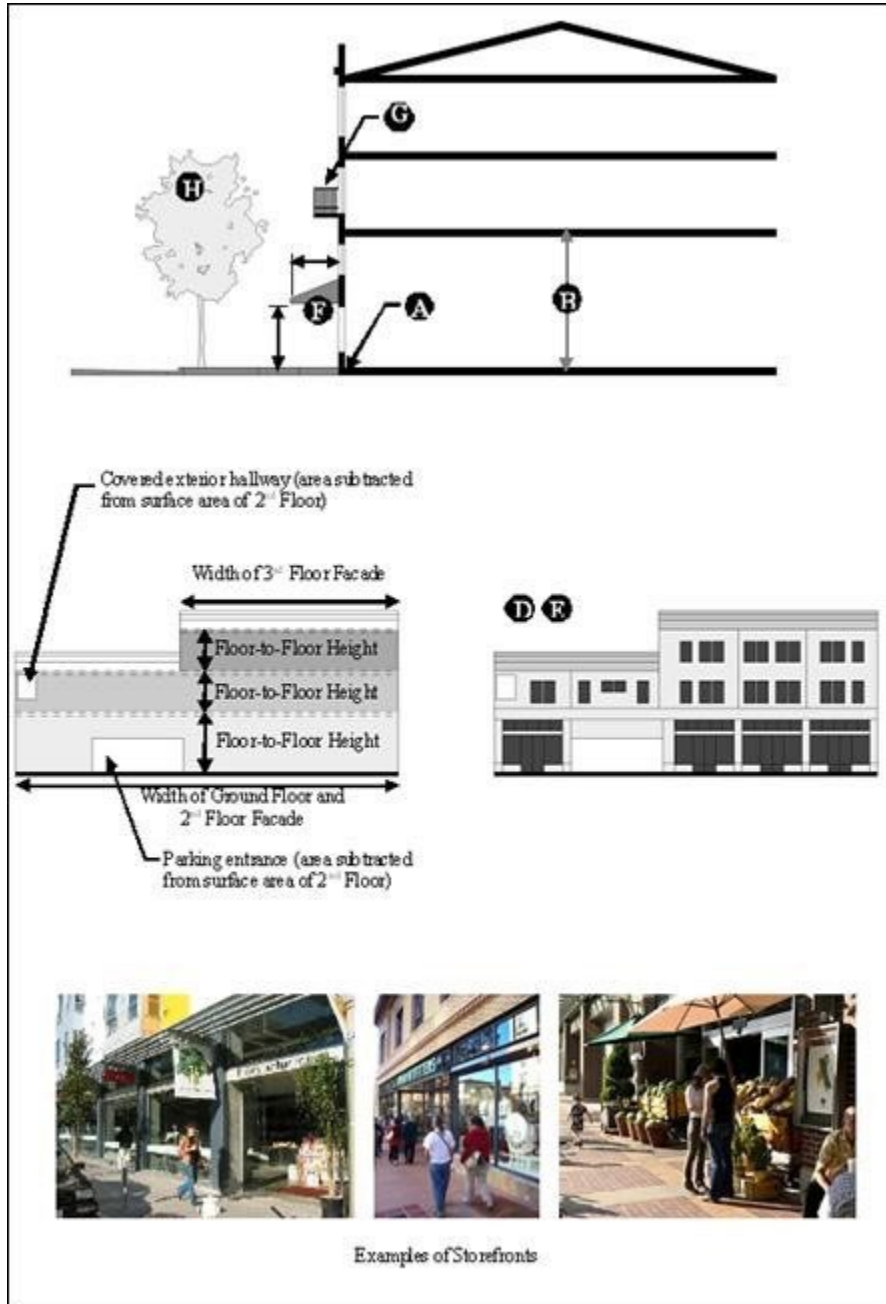 G
H
B
F
A
Covered exterior hallway (area subtracted
from surface area of 2nd Floor)
Width of 3rd Floor Facade
D E
Floor-to-Floor Height
Floor-to-Floor Height
Floor-to-Floor Height
Width of Ground Floor and
2nd Floor Facade
Parking entrance (area subtracted
from surface area of 2nd Floor)
Examples of Storefronts